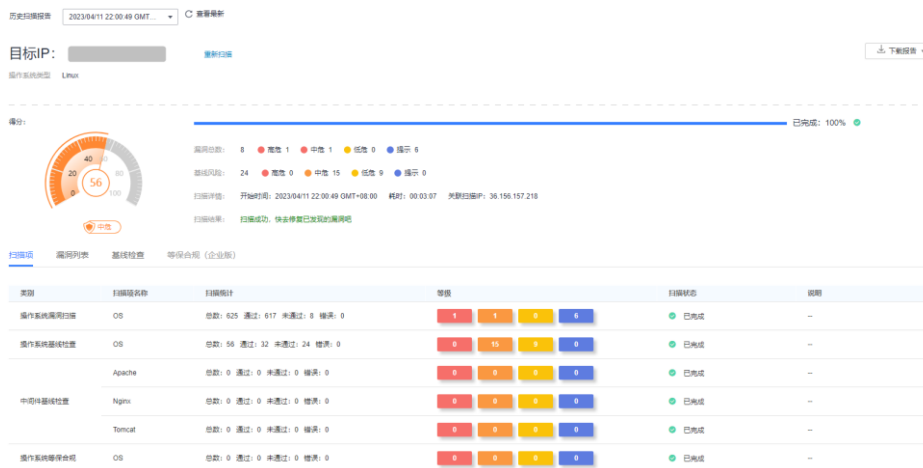 历史扫描报告 2023/04/11 22:00:49 GMT... 查看最新
目标IP：
重新扫描
下载报告
操作系统类型 Linux
得分：
已完成：100%
0 20 40 80 100
56
中危
漏洞总数： 8 高危 1 中危 1 低危 0 提示 6
基线风险： 24 高危 0 中危 15 低危 9 提示 0
扫描详情： 开始时间：2023/04/11 22:00:49 GMT+08:00 耗时：00:03:07 关联扫描IP：36.156.157.218
扫描结果： 扫描成功，快去修复已发现的漏洞吧
扫描项 漏洞列表 基线检查 等保合规（企业版）
类别 扫描项名称 扫描统计 等级 扫描状态 说明
操作系统漏洞扫描 OS 总数：625 通过：617 未通过：8 错误：0 1 1 0 6 已完成 --
操作系统基线检查 OS 总数：56 通过：32 未通过：24 错误：0 0 15 9 0 已完成 --
中间件基线检查
Apache 总数：0 通过：0 未通过：0 错误：0 0 0 0 0 已完成 --
Nginx 总数：0 通过：0 未通过：0 错误：0 0 0 0 0 已完成 --
Tomcat 总数：0 通过：0 未通过：0 错误：0 0 0 0 0 已完成 --
操作系统等保合规 OS 总数：0 通过：0 未通过：0 错误：0 0 0 0 0 已完成 --